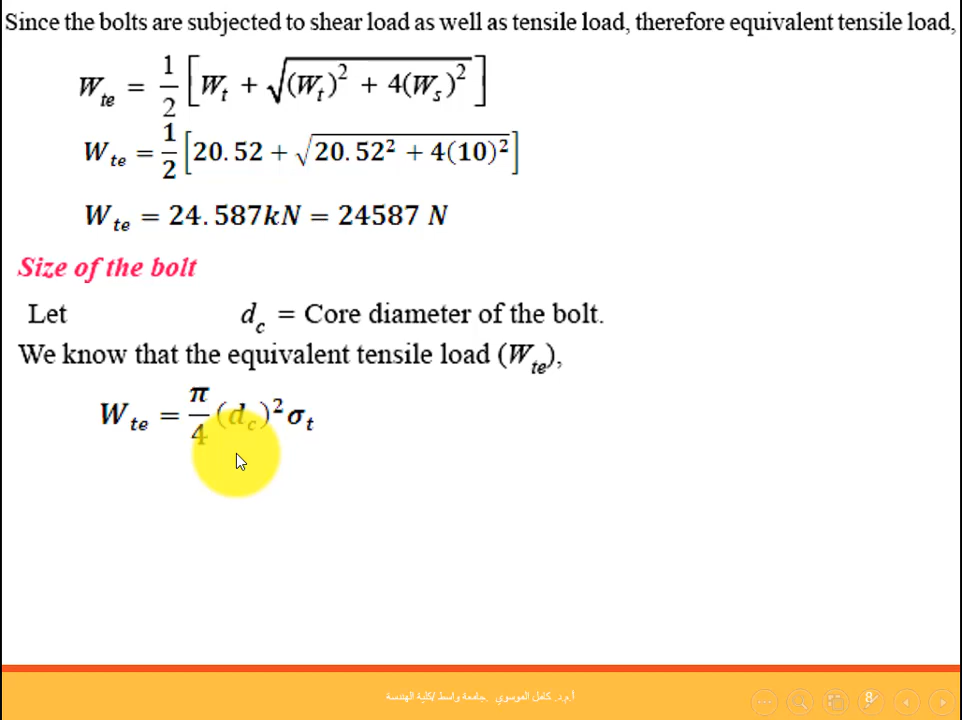 Since the bolts are subjected to shear load as well as tensile load, therefore equivalent tensile load,
W_te = 1/2 [W_t + √((W_t)² + 4(W_s)²)]
W_te = 1/2 [20.52 + √(20.52² + 4(10)²)]
W_te = 24.587kN = 24587 N
Size of the bolt
Let d_c = Core diameter of the bolt.
We know that the equivalent tensile load (W_te),
W_te = π/4 (d_c)² σ_t
أ.م.د. كامل الموسوي .جامعة واسط /كلية الهندسة
8